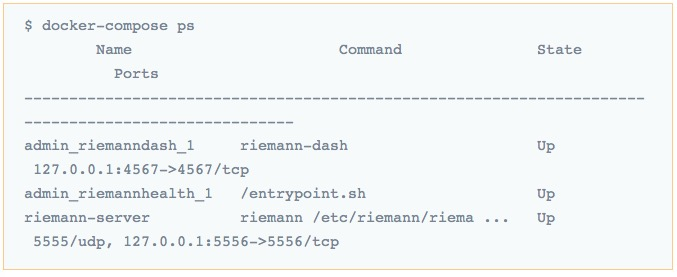 $ docker-compose ps
Name Command State
Ports
---------------------------------------------------------------------
------------------------------
admin_riemanndash_1 riemann-dash Up
127.0.0.1:4567->4567/tcp
admin_riemannhealth_1 /entrypoint.sh Up
riemann-server riemann /etc/riemann/riema ... Up
5555/udp, 127.0.0.1:5556->5556/tcp